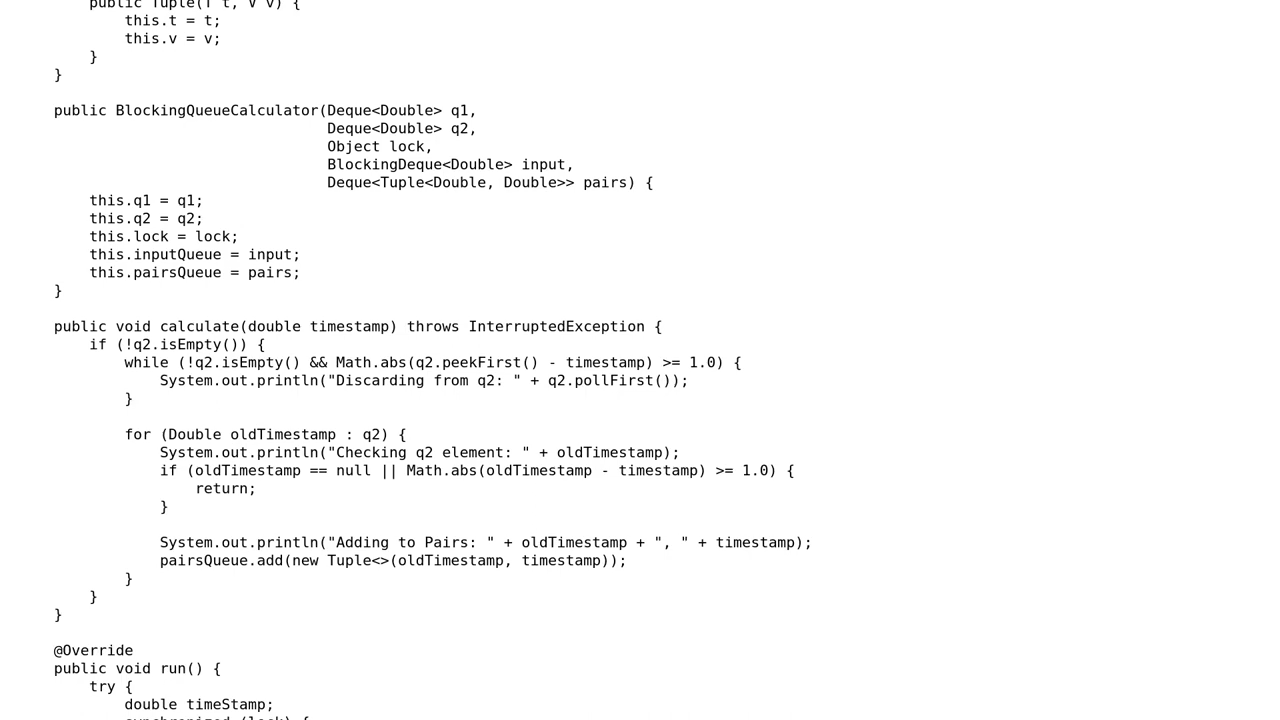 public Tuple(T t, V v) {
this.t = t;
this.v = v;
}
}
public BlockingQueueCalculator(Deque<Double> q1,
Deque<Double> q2,
Object lock,
BlockingDeque<Double> input,
Deque<Tuple<Double, Double>> pairs) {
this.q1 = q1;
this.q2 = q2;
this.lock = lock;
this.inputQueue = input;
this.pairsQueue = pairs;
}
public void calculate(double timestamp) throws InterruptedException {
if (!q2.isEmpty()) {
while (!q2.isEmpty() && Math.abs(q2.peekFirst() - timestamp) >= 1.0) {
System.out.println("Discarding from q2: " + q2.pollFirst());
}
for (Double oldTimestamp : q2) {
System.out.println("Checking q2 element: " + oldTimestamp);
if (oldTimestamp == null || Math.abs(oldTimestamp - timestamp) >= 1.0) {
return;
}
System.out.println("Adding to Pairs: " + oldTimestamp + ", " + timestamp);
pairsQueue.add(new Tuple<>(oldTimestamp, timestamp));
}
}
}
@Override
public void run() {
try {
double timeStamp;
synchronized (lock) {